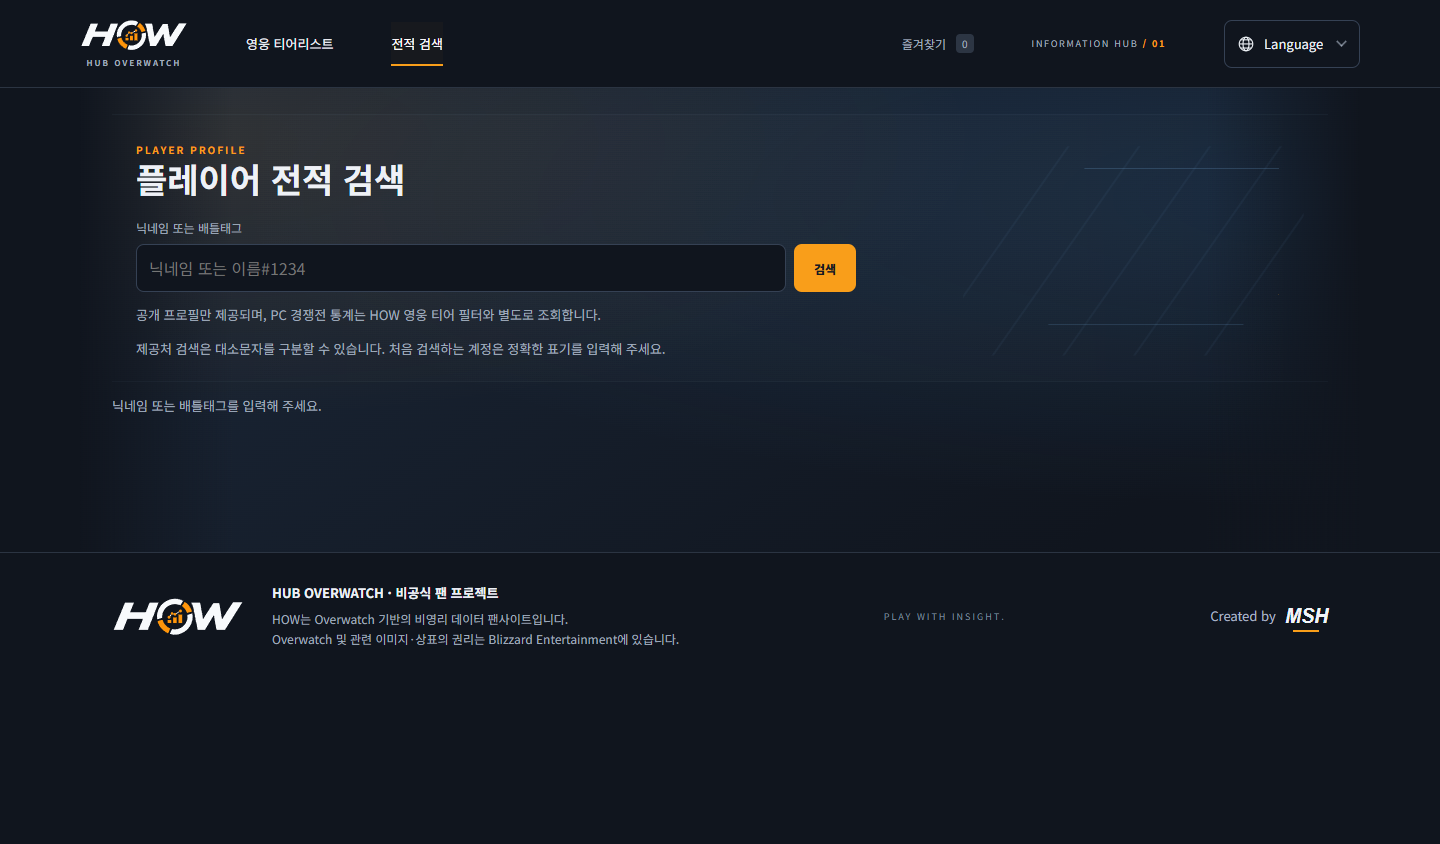 HOW
HUB OVERWATCH
영웅 티어리스트
전적 검색
즐겨찾기 0
INFORMATION HUB / 01
Language
PLAYER PROFILE
플레이어 전적 검색
닉네임 또는 배틀태그
닉네임 또는 이름#1234
검색
공개 프로필만 제공되며, PC 경쟁전 통계는 HOW 영웅 티어 필터와 별도로 조회합니다.
제공처 검색은 대소문자를 구분할 수 있습니다. 처음 검색하는 계정은 정확한 표기를 입력해 주세요.
닉네임 또는 배틀태그를 입력해 주세요.
HOW
HUB OVERWATCH · 비공식 팬 프로젝트
HOW는 Overwatch 기반의 비영리 데이터 팬사이트입니다.
Overwatch 및 관련 이미지·상표의 권리는 Blizzard Entertainment에 있습니다.
PLAY WITH INSIGHT.
Created by MSH